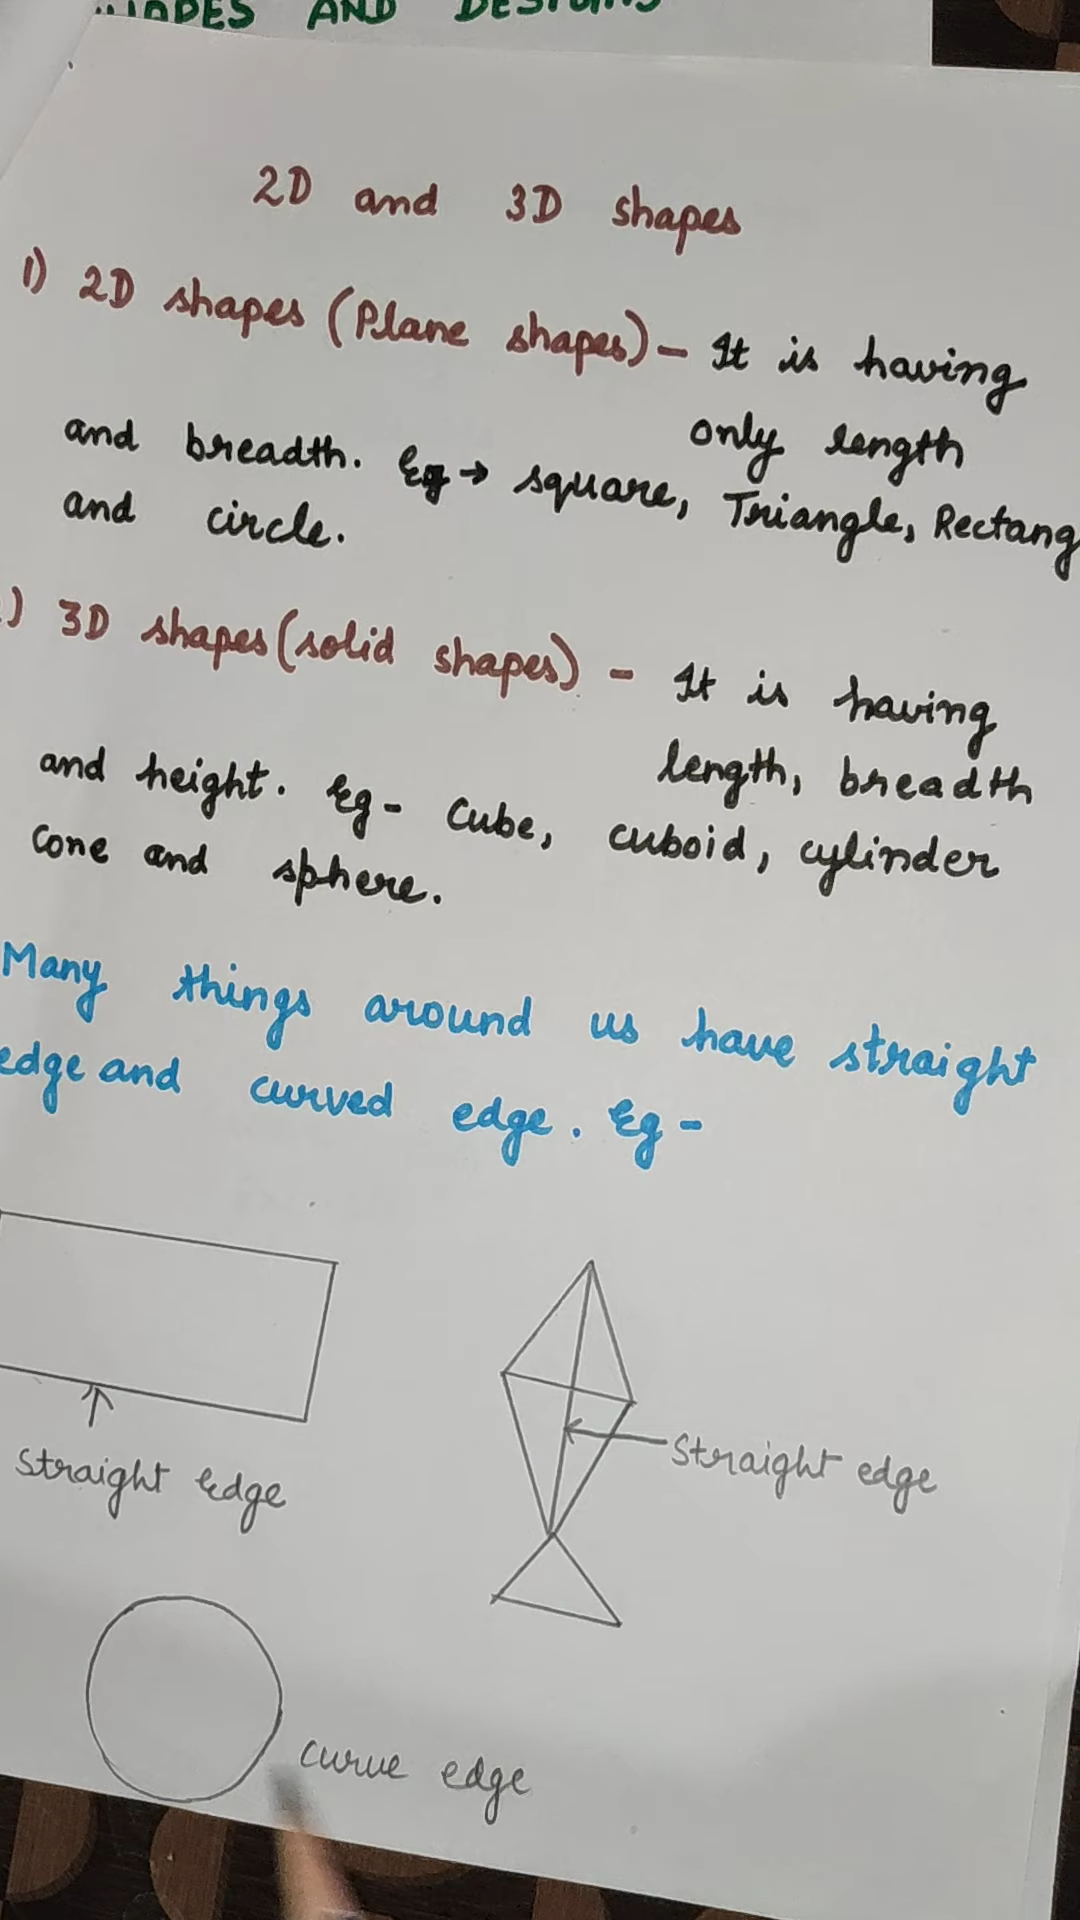 SHAPES AND DESIGNS
2D and 3D shapes
1) 2D shapes (Plane shapes) - It is having
only length
and breadth. Eg → square, Triangle, Rectang
and circle.
) 3D shapes (solid shapes) - It is having
length, breadth
and height. Eg - Cube, cuboid, cylinder
cone and sphere.
Many things around us have straight
edge and curved edge. Eg -
Straight edge
Straight Edge
curve edge